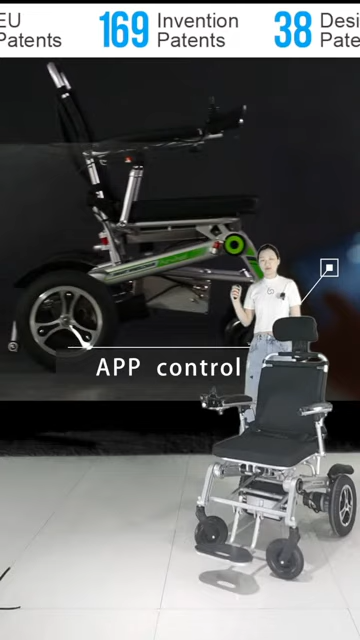 EU
Patents
169 Invention
Patents
38 Desi
Pate
APP control